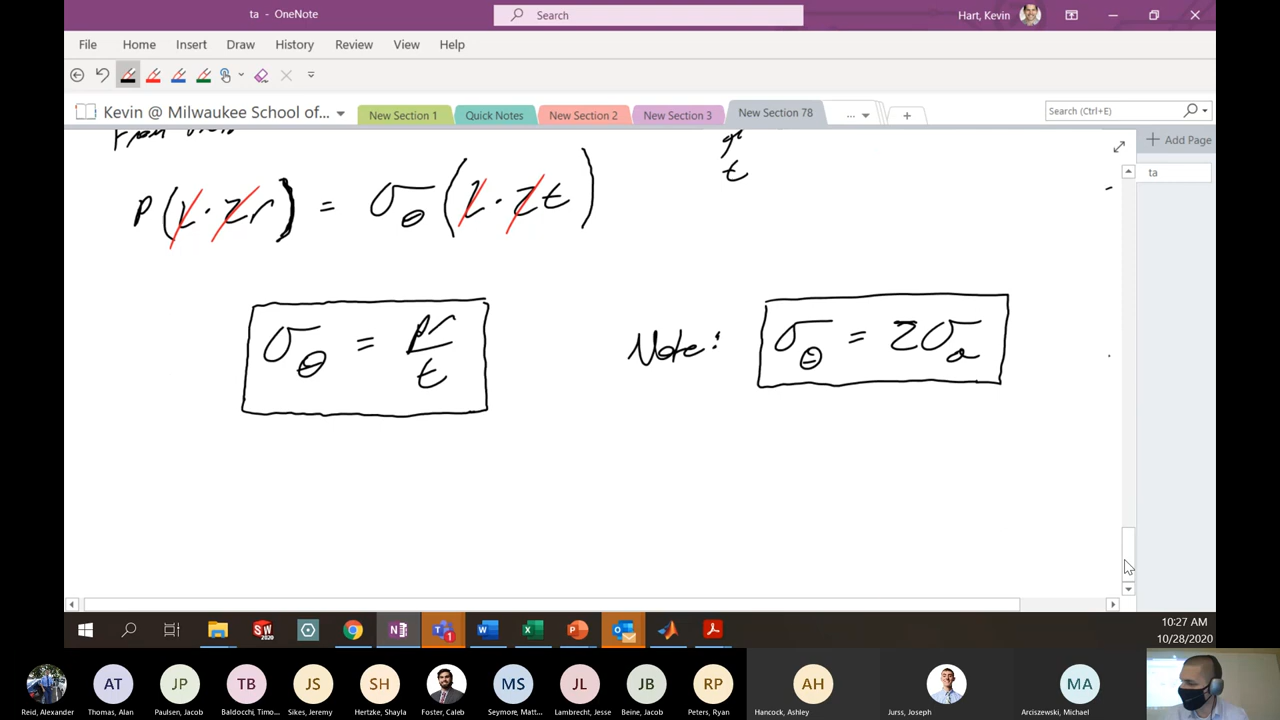 ta - OneNote
Search
Hart, Kevin
File Home Insert Draw History Review View Help
Kevin @ Milwaukee School of...
New Section 1
Quick Notes
New Section 2
New Section 3
New Section 78
...
Search (Ctrl+E)
Add Page
ta
From
t
P(L · 2r) = σθ(L · 2t)
σθ = pr/t
Note: σθ = 2σa
SW
2020
1
10:27 AM
10/28/2020
AT JP TB JS SH MS JL JB RP AH MA
Reid, Alexander
Thomas, Alan
Paulsen, Jacob
Baldocchi, Timo...
Sikes, Jeremy
Hertzke, Shayla
Foster, Caleb
Seymore, Matt...
Lambrecht, Jesse
Beine, Jacob
Peters, Ryan
Hancock, Ashley
Jurss, Joseph
Arciszewski, Michael